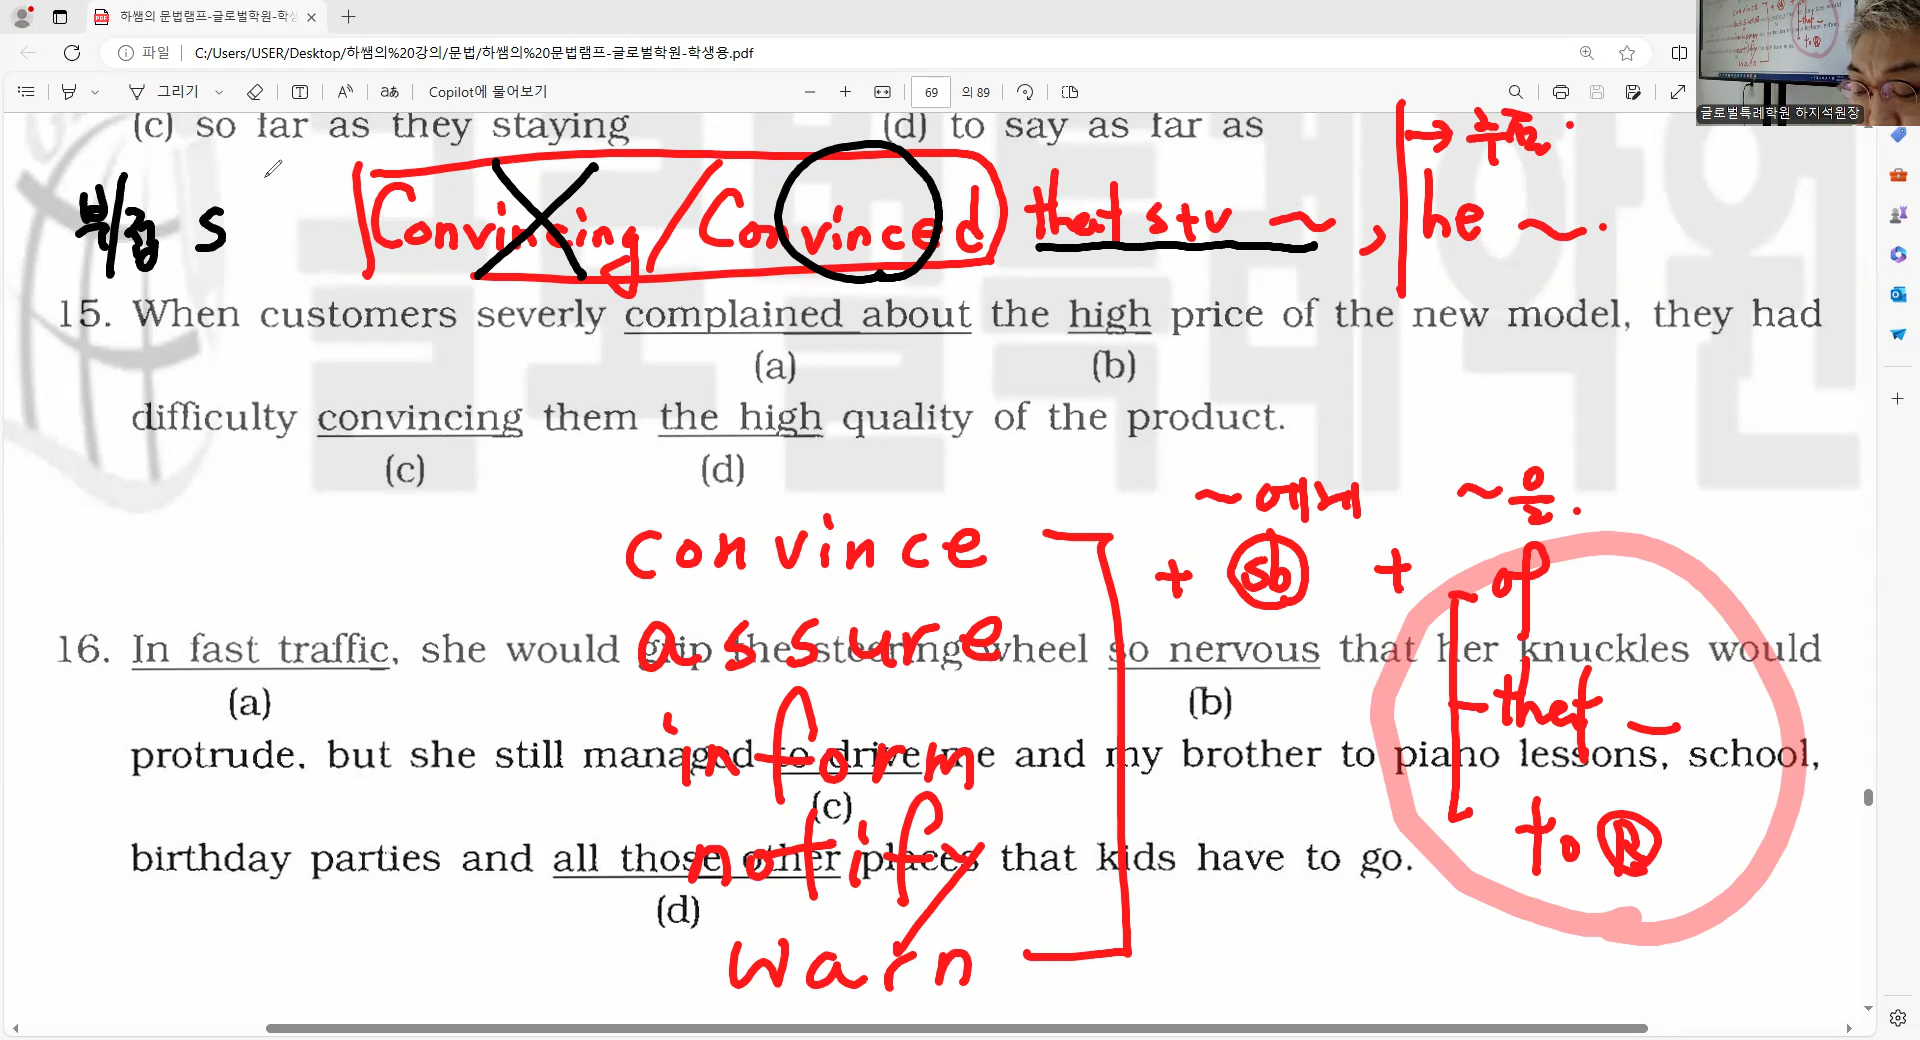 하쌤의 문법램프-글로벌학원-학생
파일 C:/Users/USER/Desktop/하쌤의%20강의/문법/하쌤의%20문법램프-글로벌학원-학생용.pdf
그리기 Copilot에 물어보기 69 의 89
글로벌특례학원 하지석원장
(c) so far as they staying (d) to say as far as
→ 주절.
부/접 S Convincing / Convinced that s+v ~ , he ~.
15. When customers severly complained about the high price of the new model, they had
(a) (b)
difficulty convincing them the high quality of the product.
(c) (d)
~에게 ~을.
convince + sb + of
assure
16. In fast traffic, she would grip the steering wheel so nervous that her knuckles would
(a) (b)
that ~
inform
protrude, but she still managed to drive me and my brother to piano lessons, school,
(c)
notify to R
birthday parties and all those other places that kids have to go.
(d)
warn